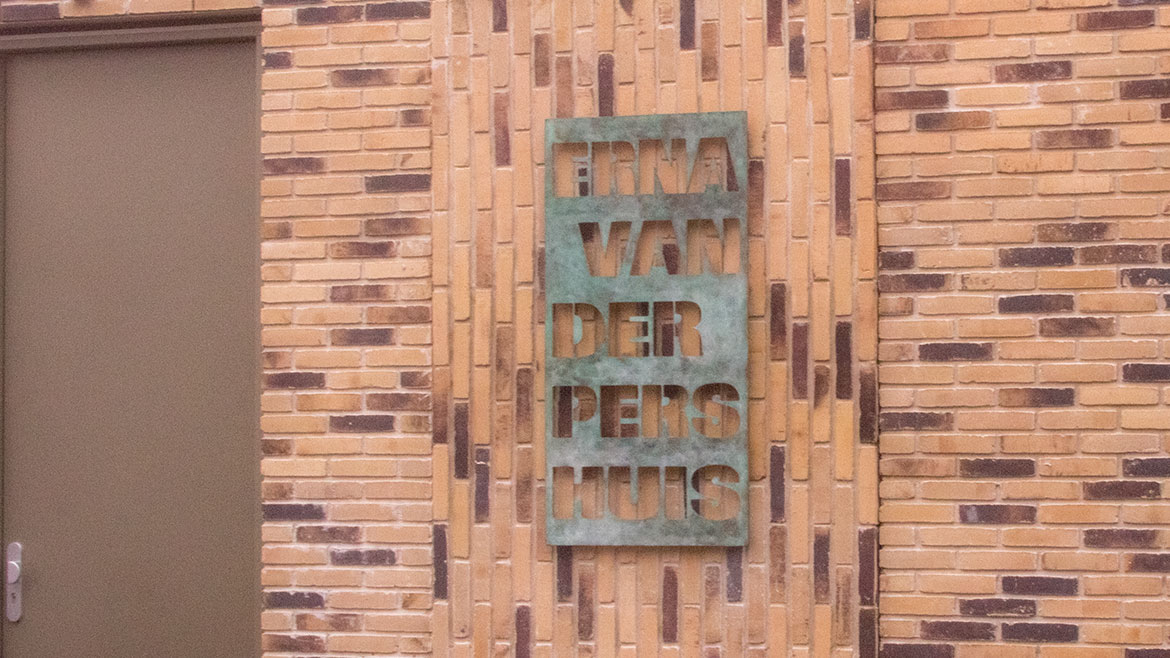 ERNA
VAN
DER
PERS
HUIS